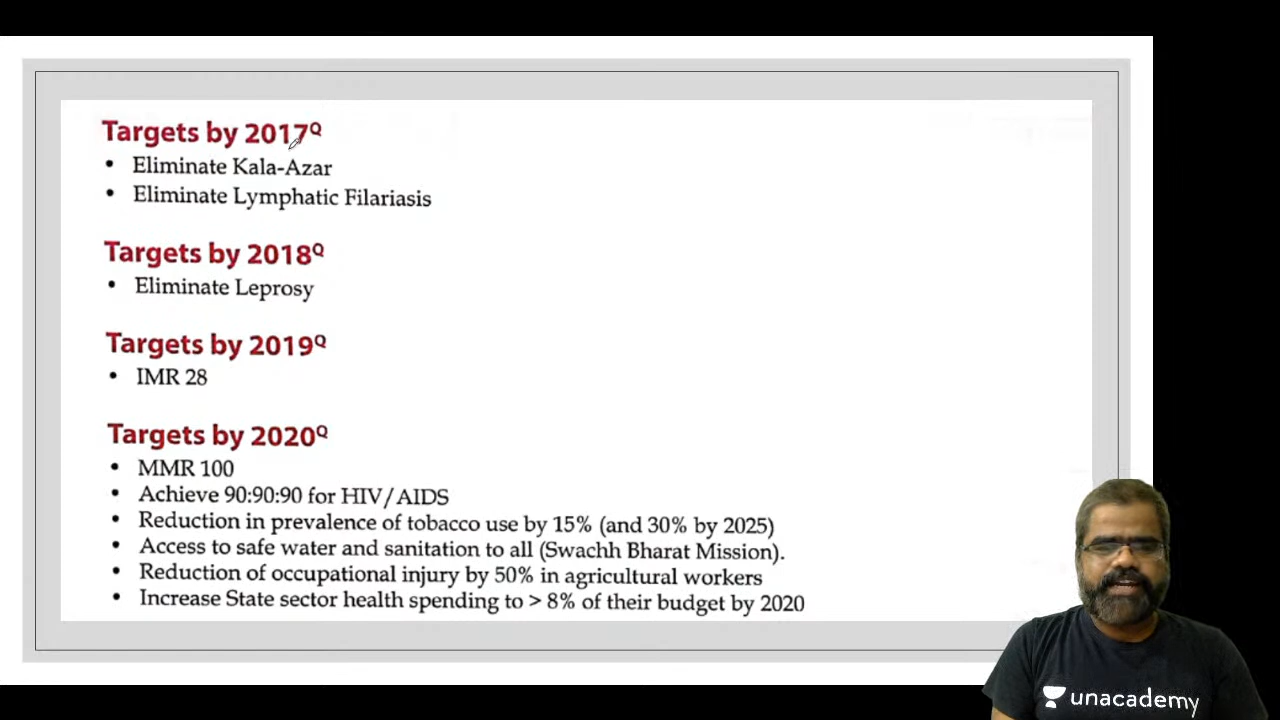 Targets by 2017Q
• Eliminate Kala-Azar
• Eliminate Lymphatic Filariasis
Targets by 2018Q
• Eliminate Leprosy
Targets by 2019Q
• IMR 28
Targets by 2020Q
• MMR 100
• Achieve 90:90:90 for HIV/AIDS
• Reduction in prevalence of tobacco use by 15% (and 30% by 2025)
• Access to safe water and sanitation to all (Swachh Bharat Mission).
• Reduction of occupational injury by 50% in agricultural workers
• Increase State sector health spending to > 8% of their budget by 2020
unacademy